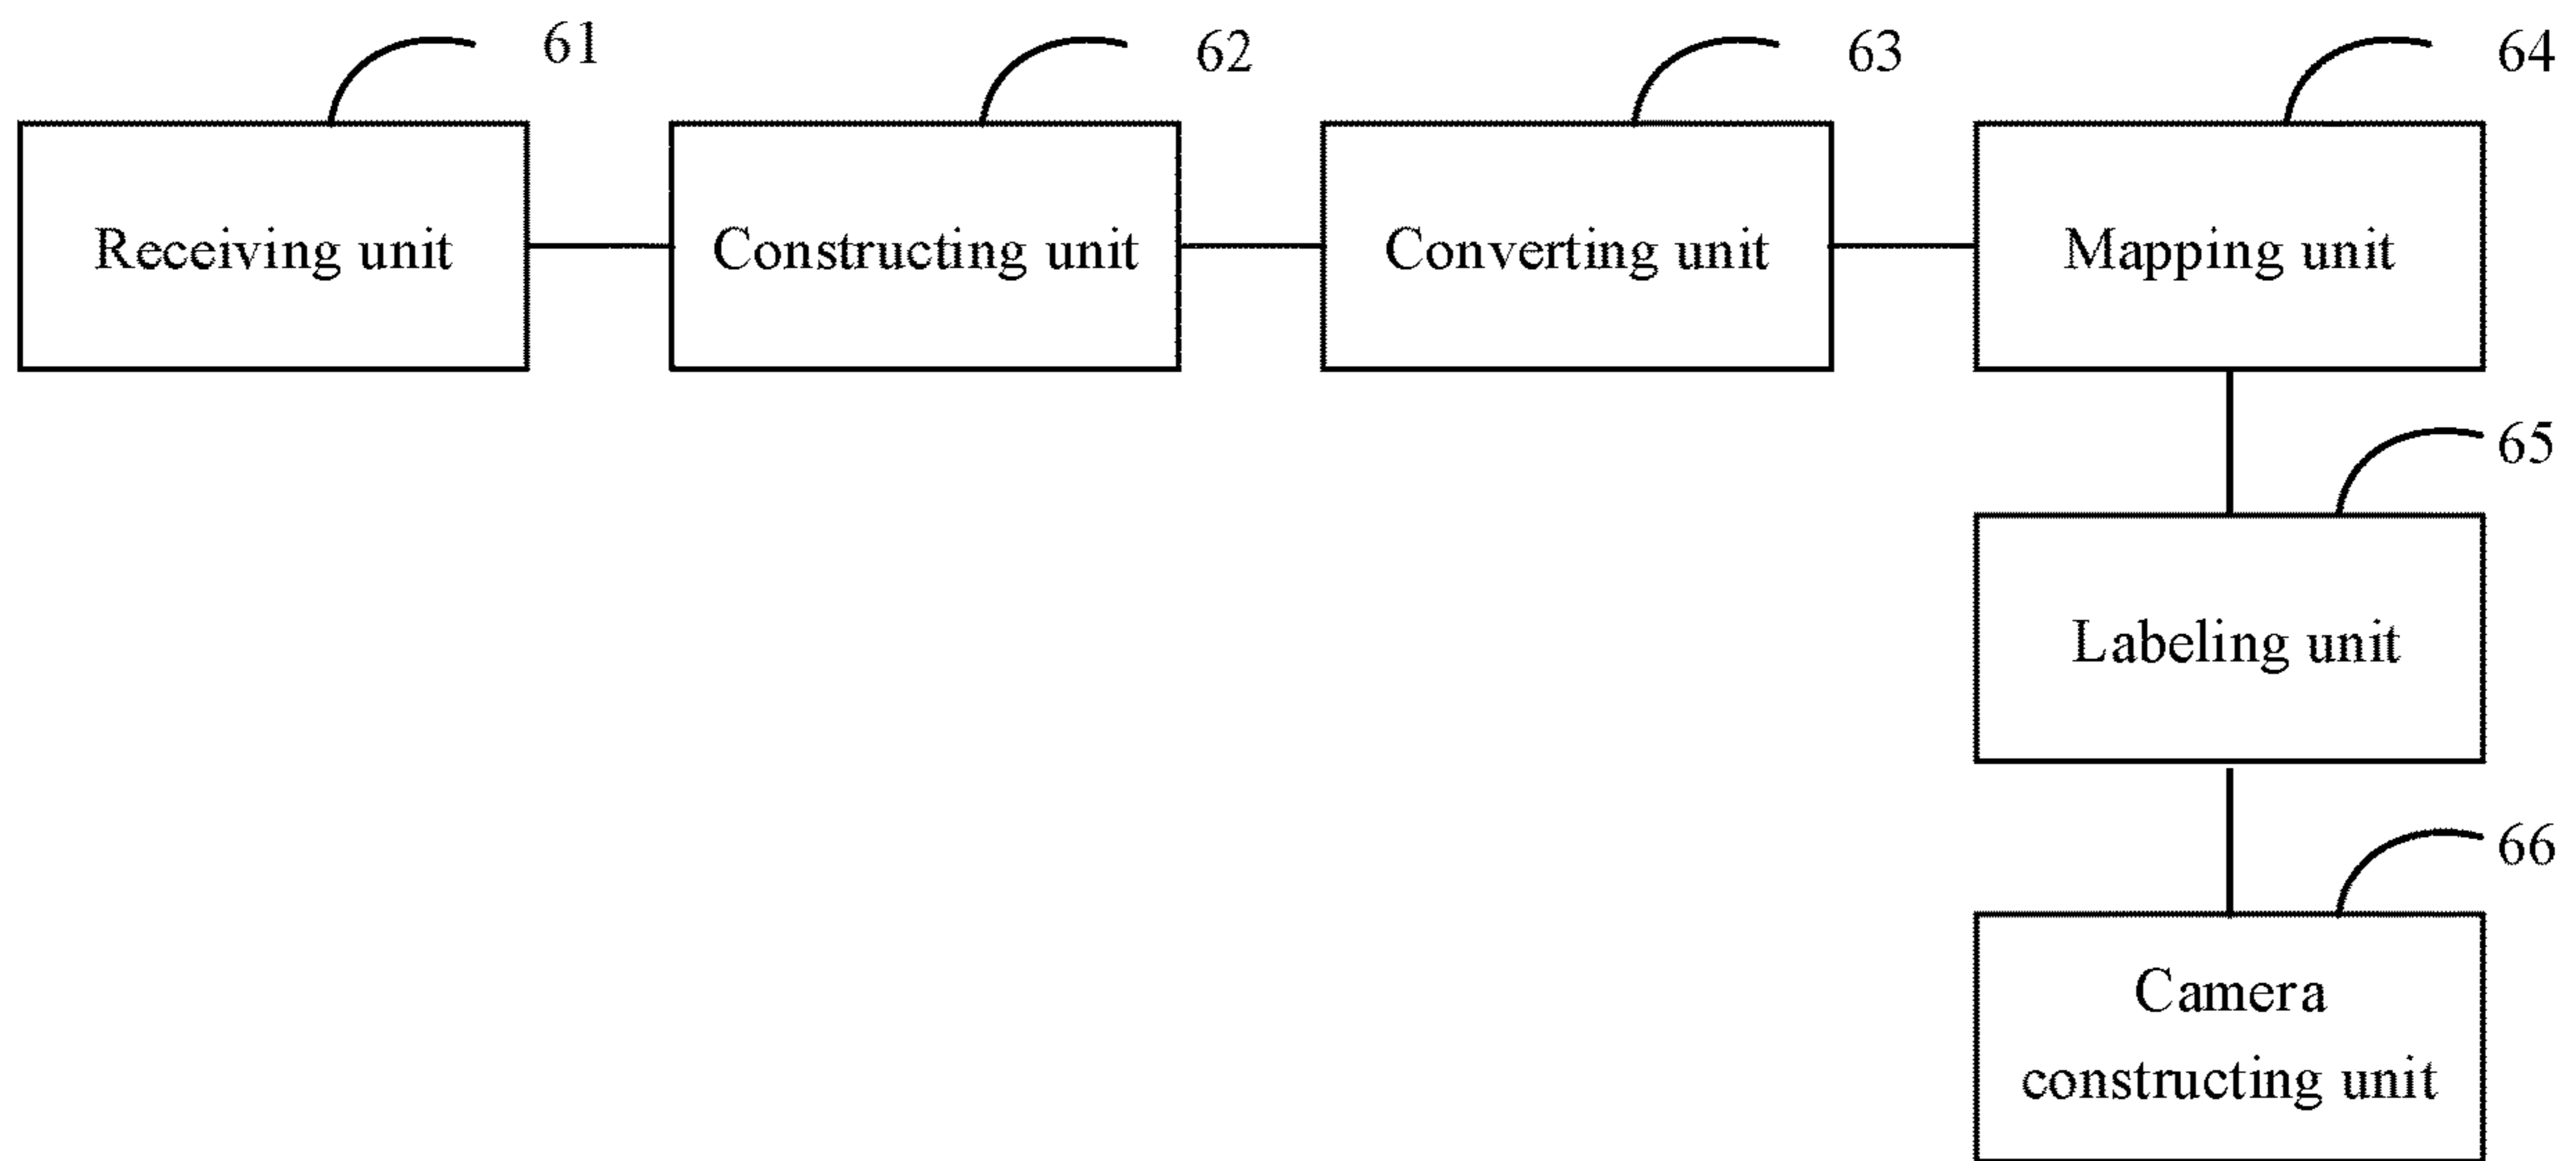 61
62
63
64
Receiving unit
Constructing unit
Converting unit
Mapping unit
65
Labeling unit
66
Camera
constructing unit